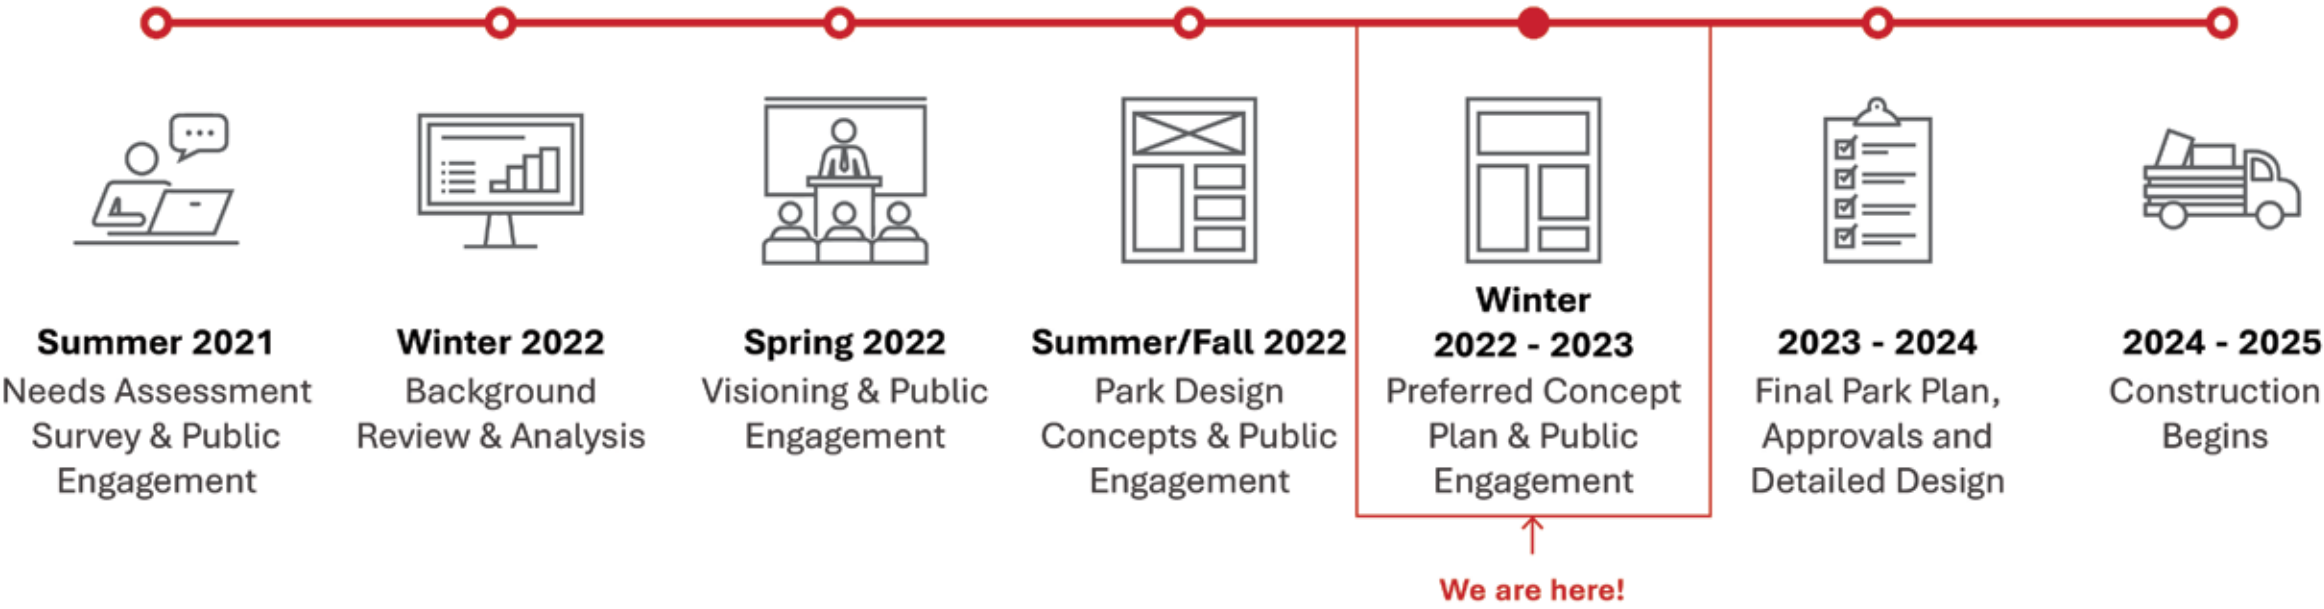 Summer 2021
Needs Assessment
Survey & Public
Engagement
Winter 2022
Background
Review & Analysis
Spring 2022
Visioning & Public
Engagement
Summer/Fall 2022
Park Design
Concepts & Public
Engagement
Winter
2022 - 2023
Preferred Concept
Plan & Public
Engagement
We are here!
2023 - 2024
Final Park Plan,
Approvals and
Detailed Design
2024 - 2025
Construction
Begins